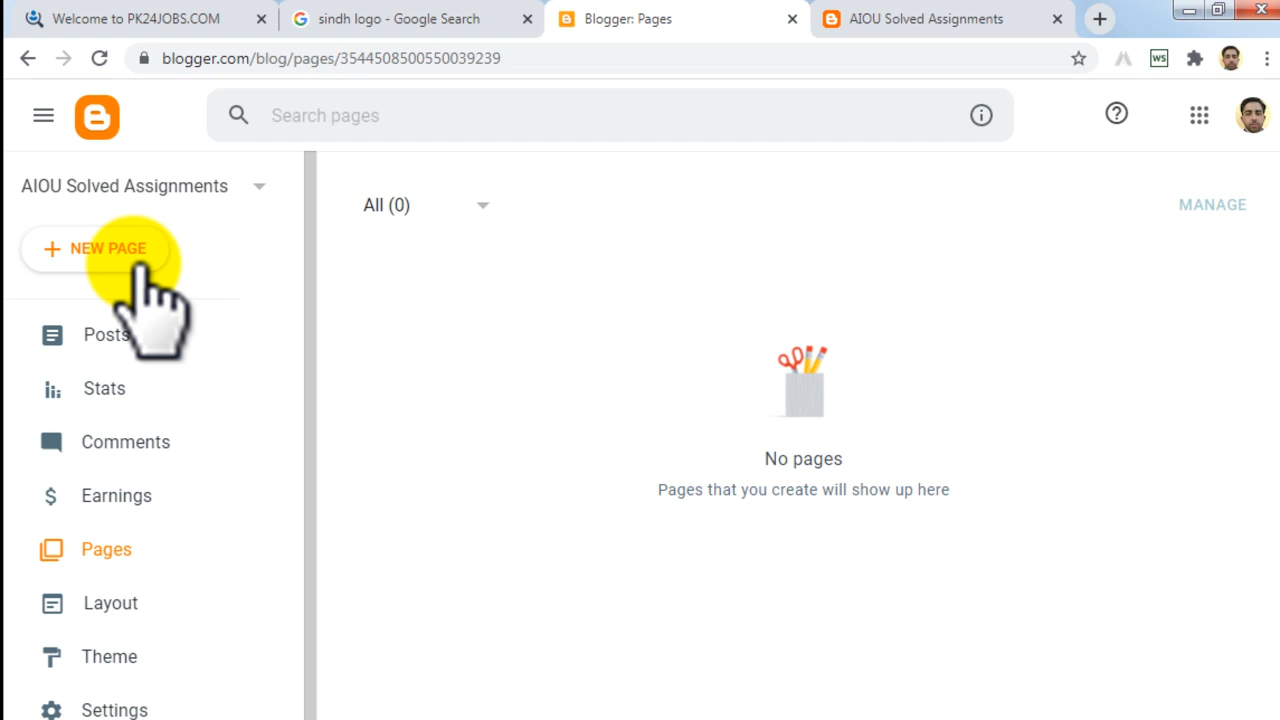 Welcome to PK24JOBS.COM
sindh logo - Google Search
Blogger: Pages
AIOU Solved Assignments
blogger.com/blog/pages/3544508500550039239
WS
Search pages
AIOU Solved Assignments
All (0)
MANAGE
+ NEW PAGE
Posts
Stats
Comments
Earnings
Pages
Layout
Theme
Settings
No pages
Pages that you create will show up here